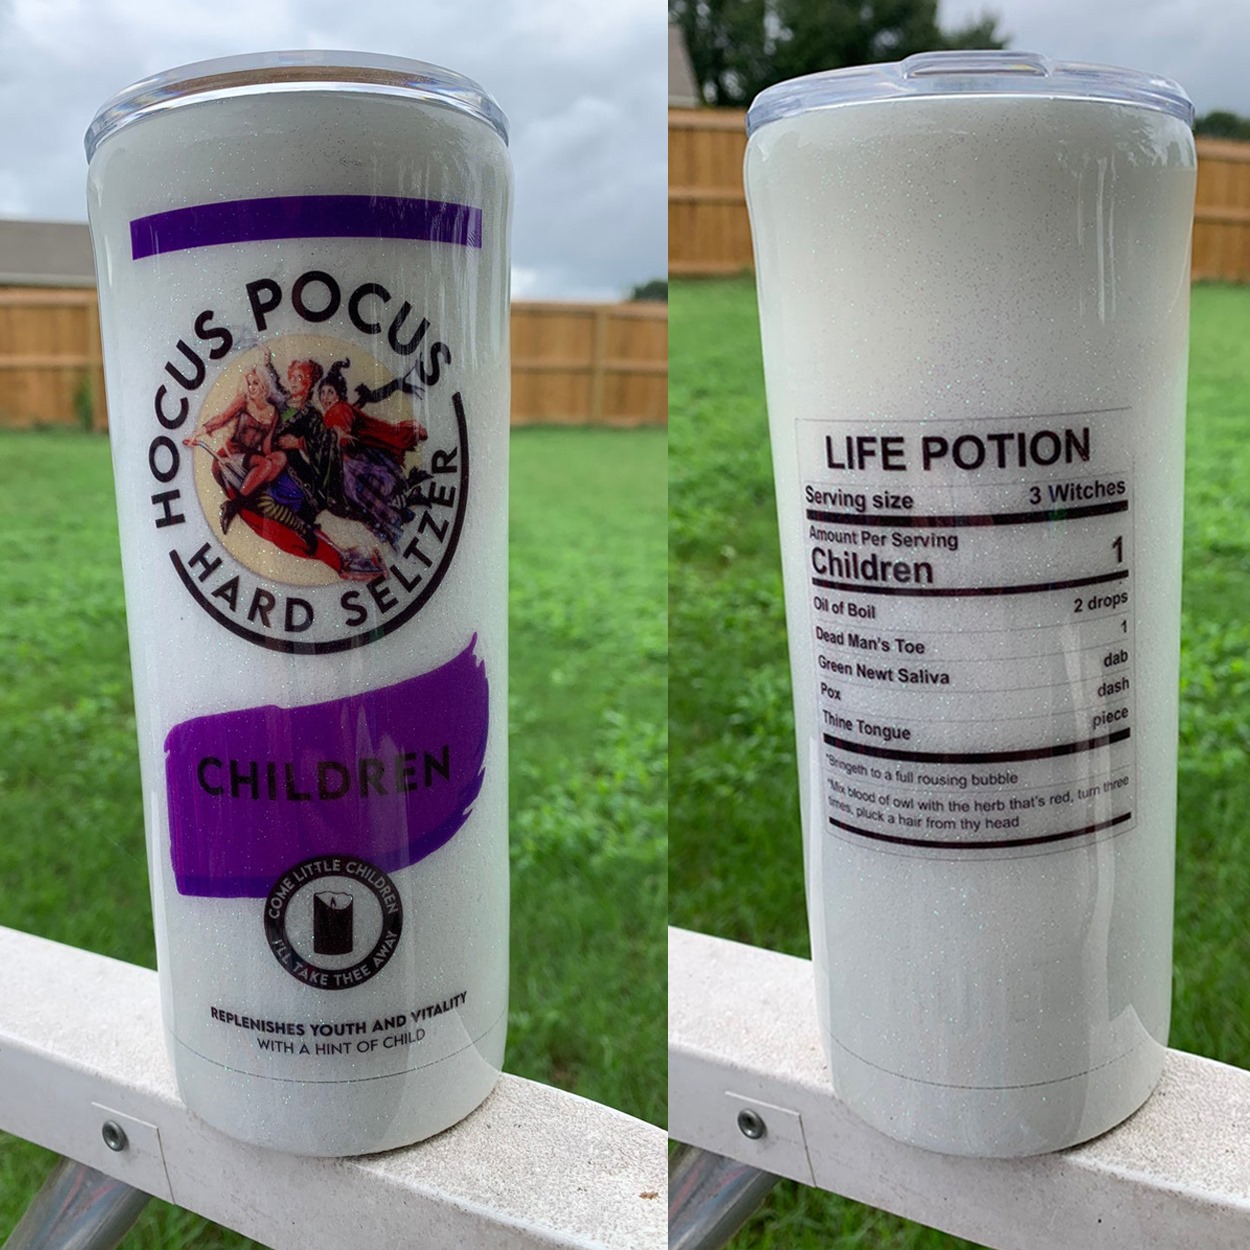 HOCUS POCUS
HARD SELTZER
CHILDREN
COME LITTLE CHILDREN
I'LL TAKE THEE AWAY
REPLENISHES YOUTH AND VITALITY
WITH A HINT OF CHILD
LIFE POTION
Serving size 3 Witches
Amount Per Serving
Children 1
Oil of Boil 2 drops
Dead Man's Toe 1
Green Newt Saliva dab
Pox dash
Thine Tongue piece
*Bringeth to a full rousing bubble
*Mix blood of owl with the herb that's red, turn three
times, pluck a hair from thy head